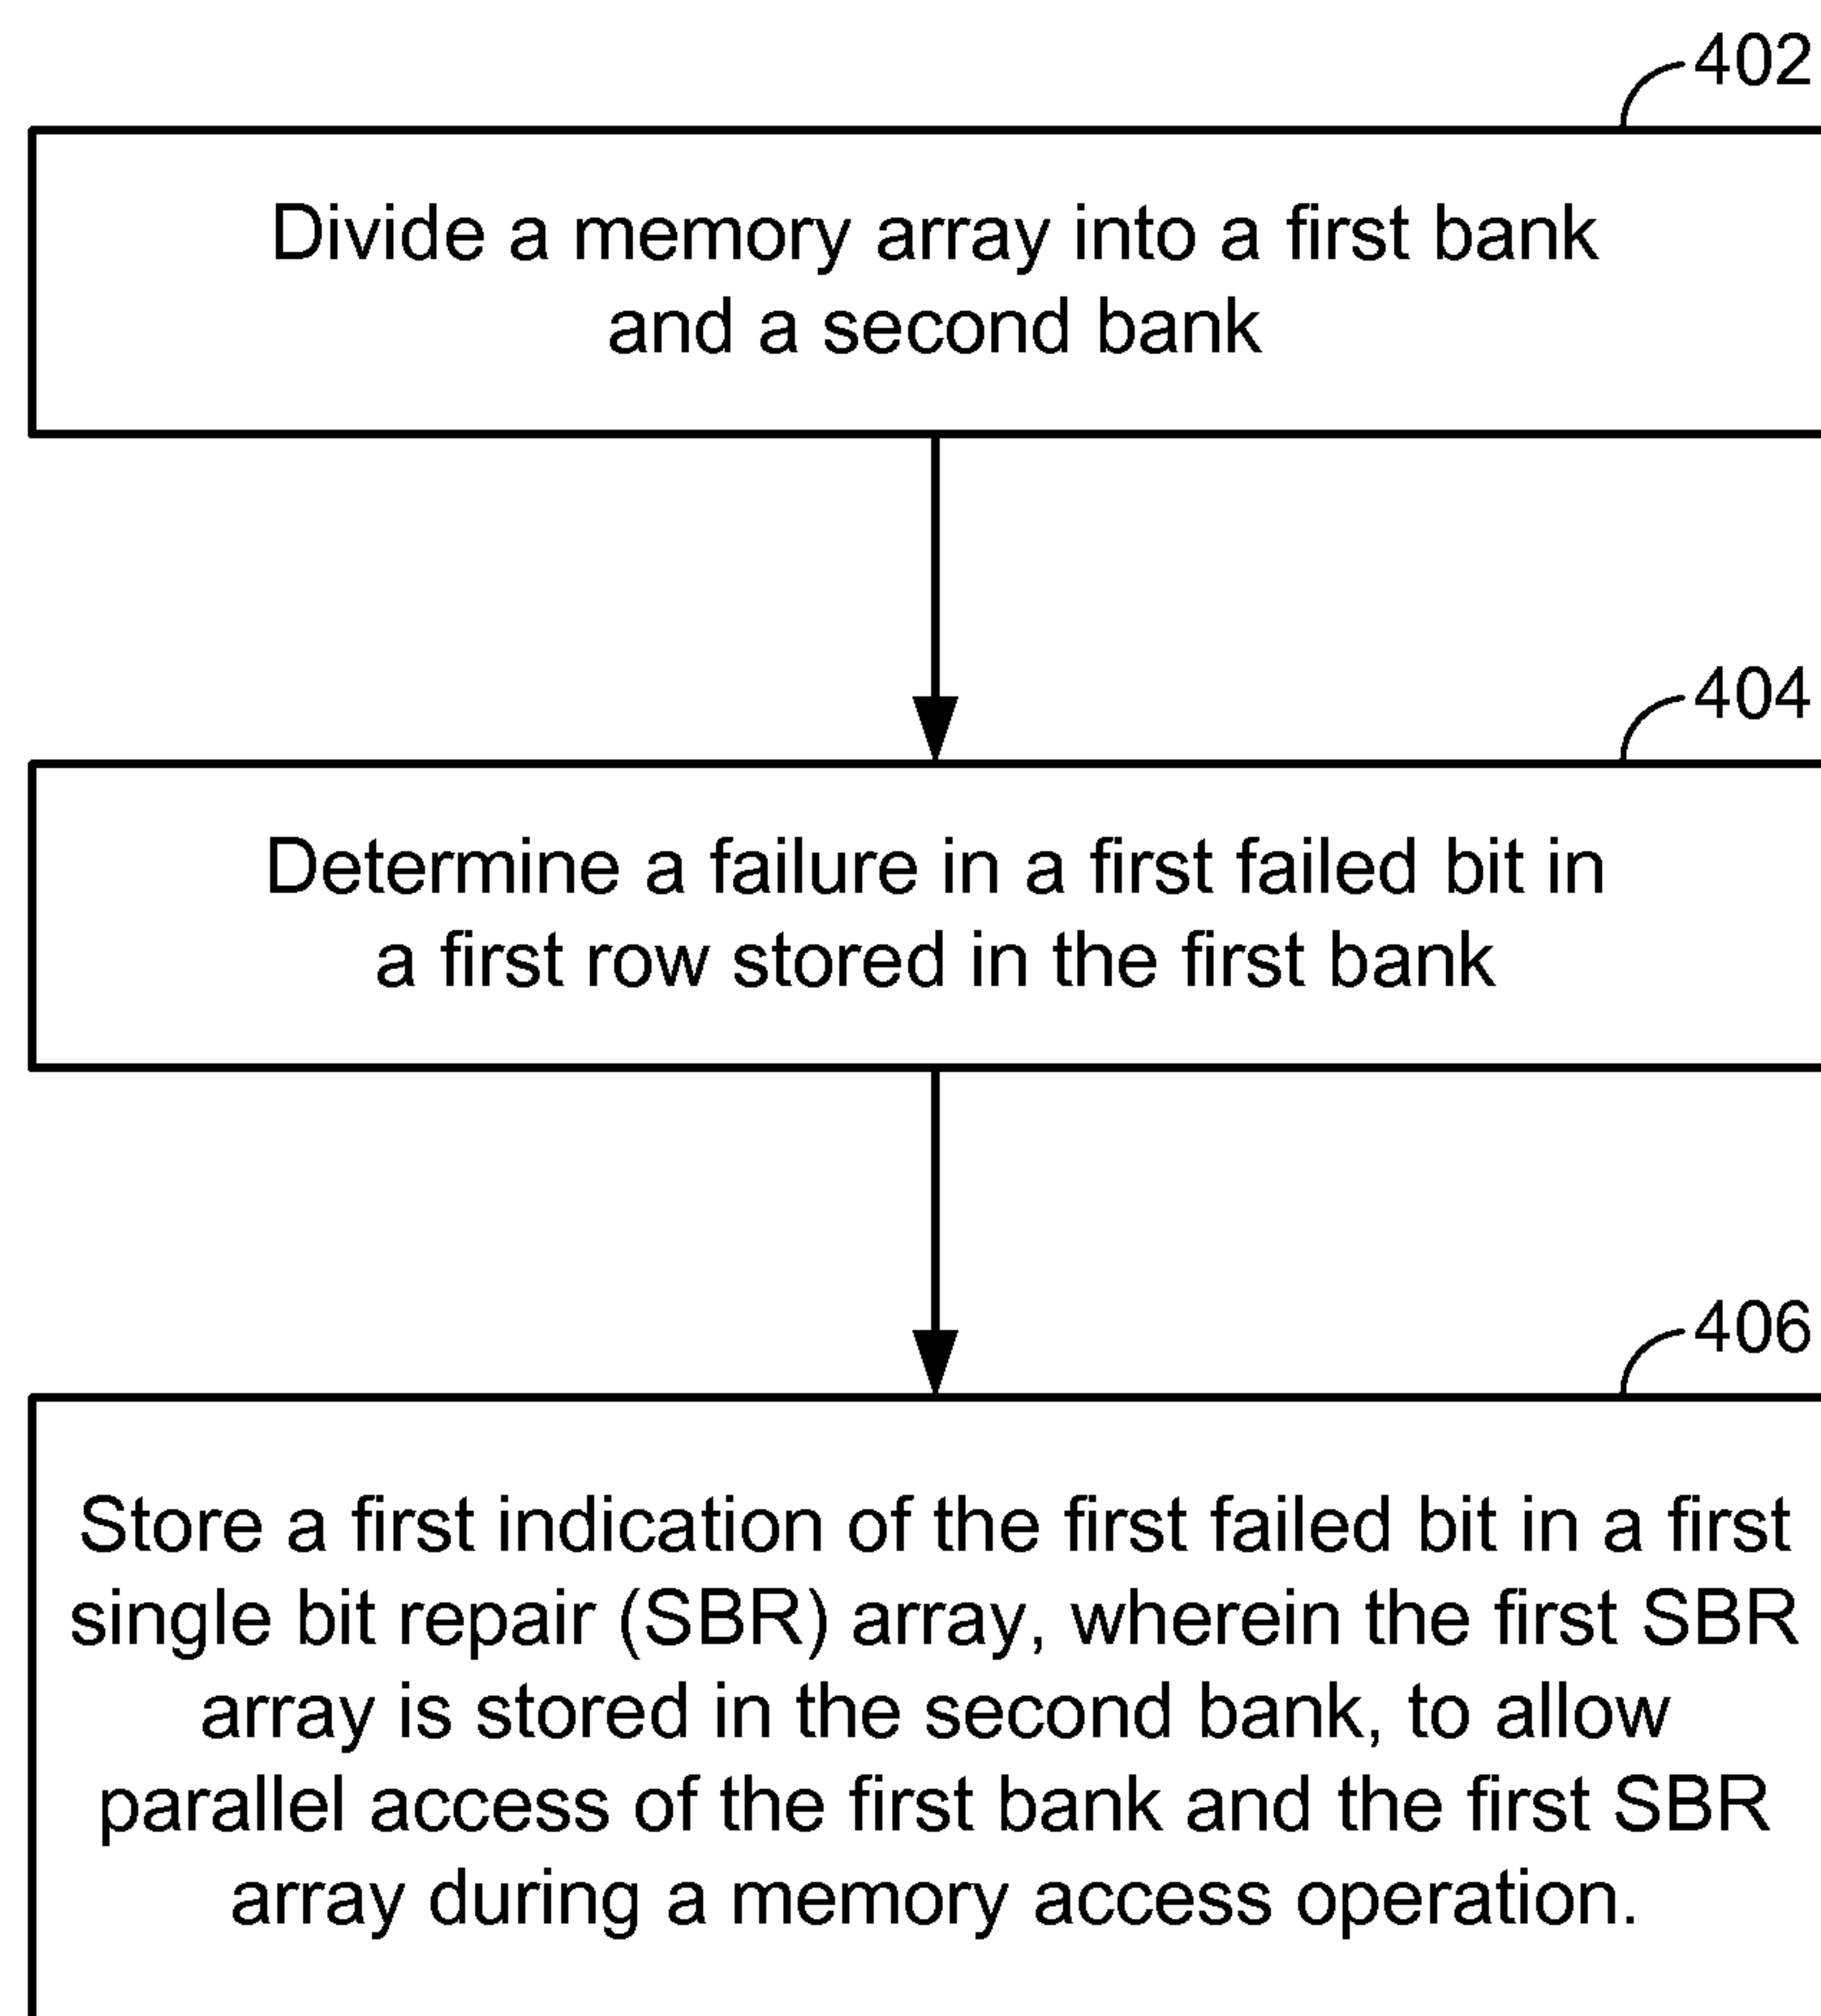 402
Divide a memory array into a first bank
and a second bank
404
Determine a failure in a first failed bit in
a first row stored in the first bank
406
Store a first indication of the first failed bit in a first
single bit repair (SBR) array, wherein the first SBR
array is stored in the second bank, to allow
parallel access of the first bank and the first SBR
array during a memory access operation.